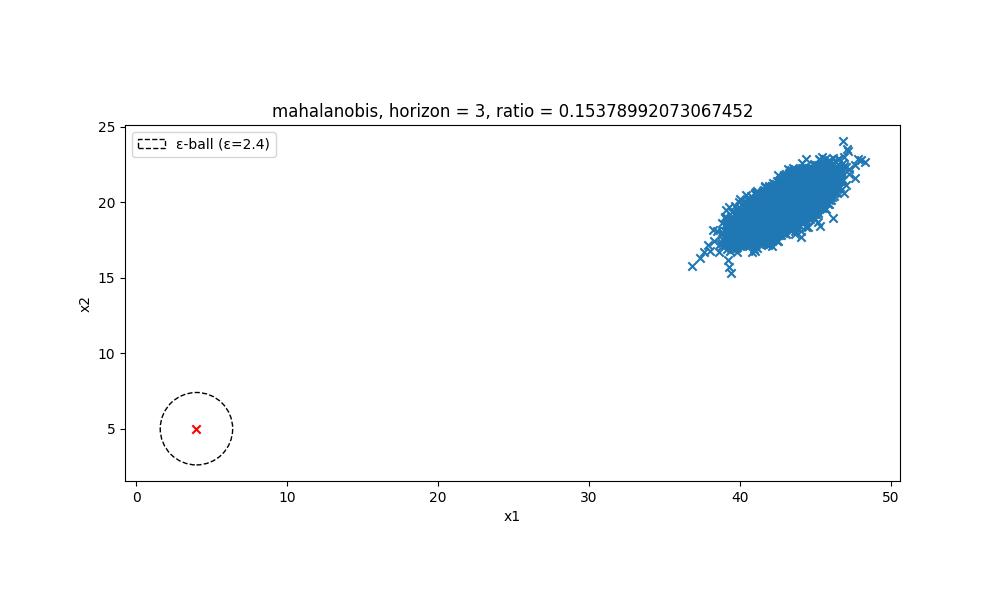 mahalanobis, horizon = 3, ratio = 0.15378992073067452
ε-ball (ε=2.4)
25
20
15
10
5
x2
0 10 20 30 40 50
x1